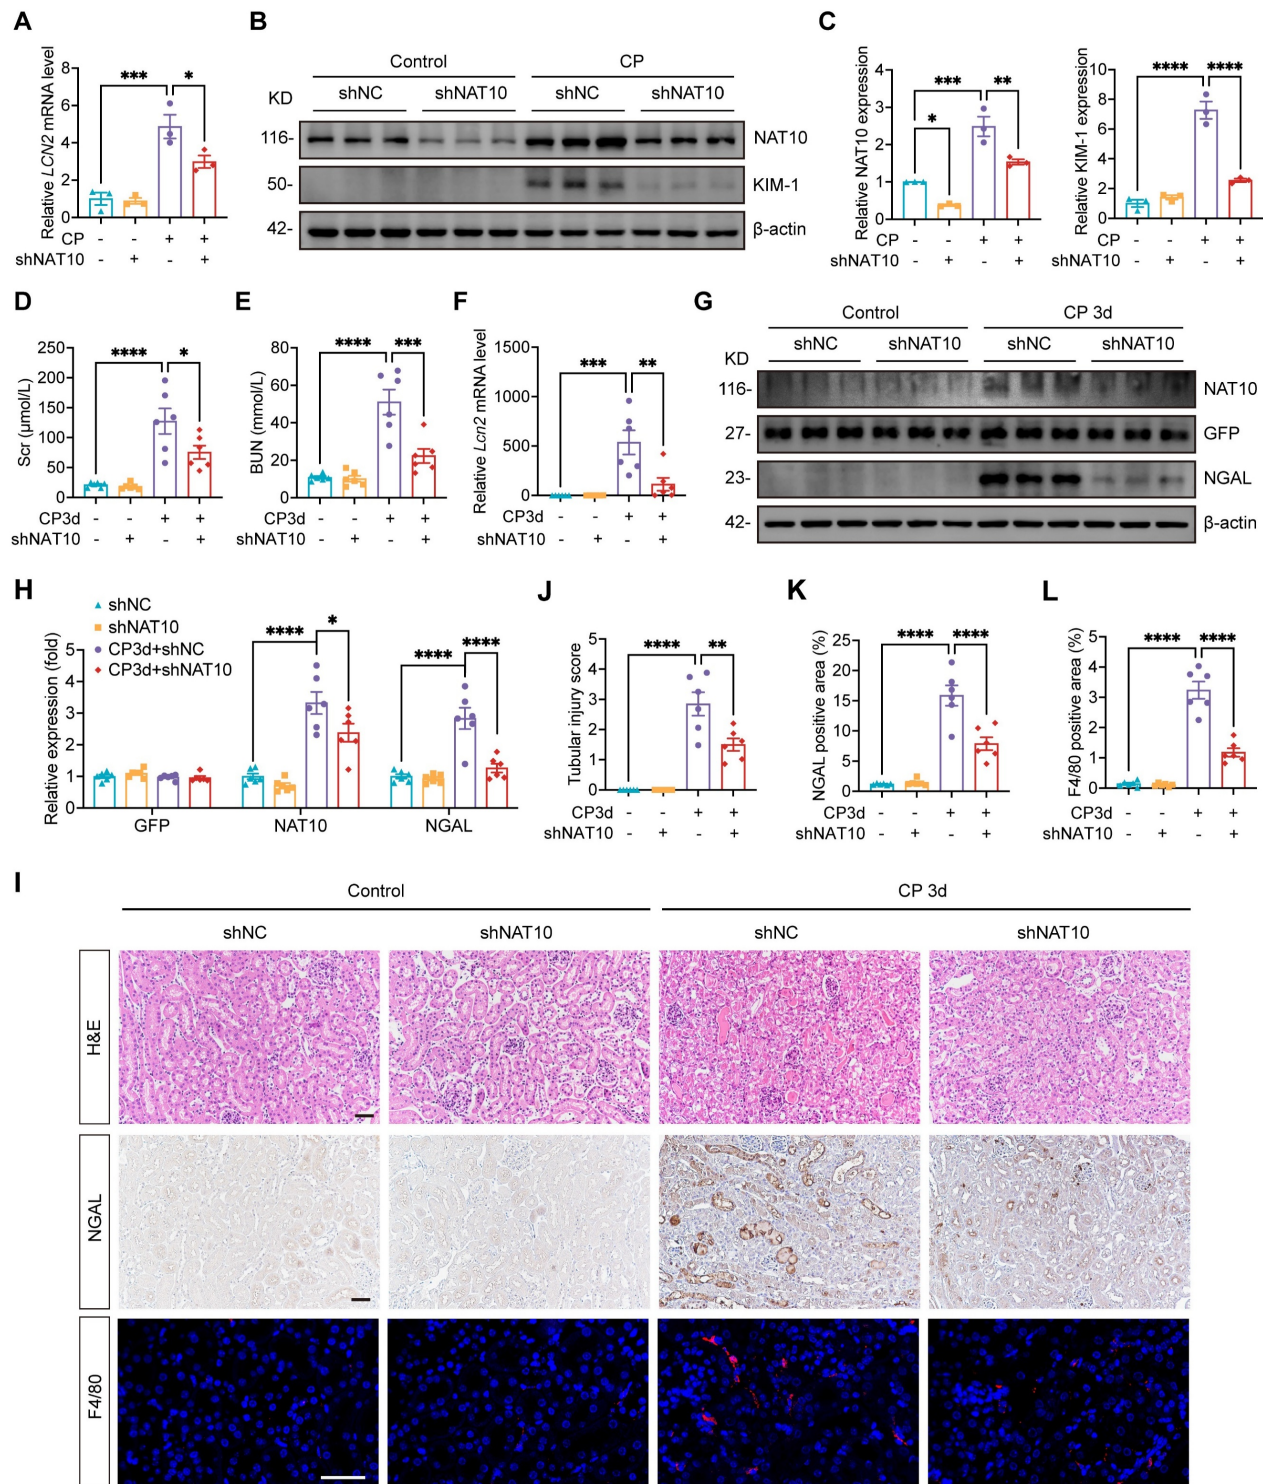 A
Relative LCN2 mRNA level
8
6
4
2
0
*** *
CP - - + +
shNAT10 - + - +
B
Control CP
KD shNC shNAT10 shNC shNAT10
116- NAT10
50- KIM-1
42- β-actin
C
Relative NAT10 expression
4
3
2
1
0
*** **
*
CP - - + +
shNAT10 - + - +
Relative KIM-1 expression
10
8
6
4
2
0
**** ****
CP - - + +
shNAT10 - + - +
D
Scr (μmol/L)
250
200
150
100
50
0
**** *
CP3d - - + +
shNAT10 - + - +
E
BUN (mmol/L)
80
60
40
20
0
**** ***
CP3d - - + +
shNAT10 - + - +
F
Relative Lcn2 mRNA level
1500
1000
500
0
*** **
CP3d - - + +
shNAT10 - + - +
G
Control CP 3d
KD shNC shNAT10 shNC shNAT10
116- NAT10
27- GFP
23- NGAL
42- β-actin
H
shNC
shNAT10
CP3d+shNC
CP3d+shNAT10
Relative expression (fold)
5
4
3
2
1
0
**** *
**** ****
GFP NAT10 NGAL
J
Tubular injury score
5
4
3
2
1
0
**** **
CP3d - - + +
shNAT10 - + - +
K
NGAL positive area (%)
25
20
15
10
5
0
**** ****
CP3d - - + +
shNAT10 - + - +
L
F4/80 positive area (%)
5
4
3
2
1
0
**** ****
CP3d - - + +
shNAT10 - + - +
I
Control CP 3d
shNC shNAT10 shNC shNAT10
H&E
NGAL
F4/80